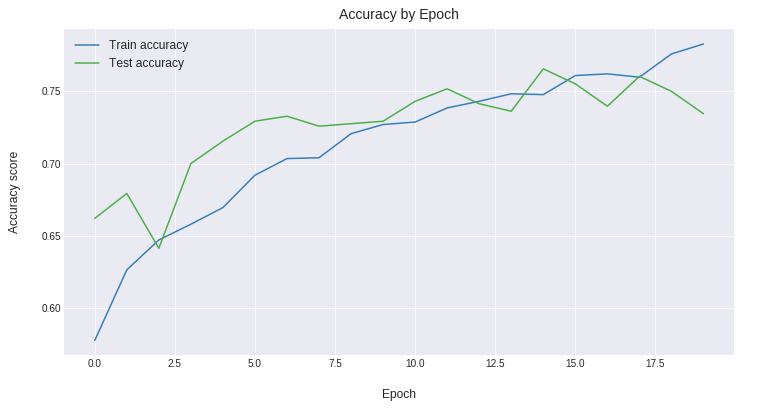 Accuracy by Epoch
Train accuracy
Test accuracy
0.75
0.70
0.65
0.60
Accuracy score
0.0 2.5 5.0 7.5 10.0 12.5 15.0 17.5
Epoch